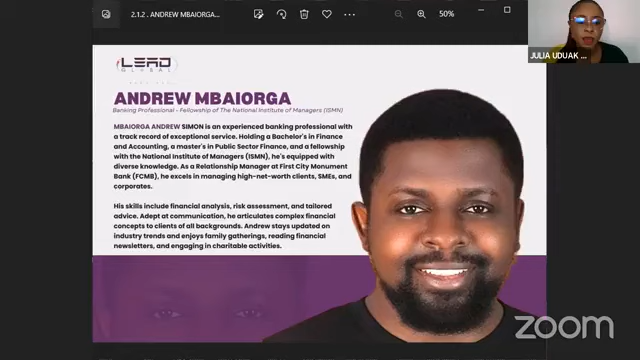 2.1.2 . ANDREW MBAIORGA...
50%
JULIA UDUAK ...
LEAD
GLOBAL
ANDREW MBAIORGA
Banking Professional - Fellowship of The National Institute of Managers (ISMN)
MBAIORGA ANDREW SIMON is an experienced banking professional with
a track record of exceptional service. Holding a Bachelor's in Finance
and Accounting, a master's in Public Sector Finance, and a fellowship
with the National Institute of Managers (ISMN), he's equipped with
diverse knowledge. As a Relationship Manager at First City Monument
Bank (FCMB), he excels in managing high-net-worth clients, SMEs, and
corporates.
His skills include financial analysis, risk assessment, and tailored
advice. Adept at communication, he articulates complex financial
concepts to clients of all backgrounds. Andrew stays updated on
industry trends and enjoys family gatherings, reading financial
newsletters, and engaging in charitable activities.
zoom